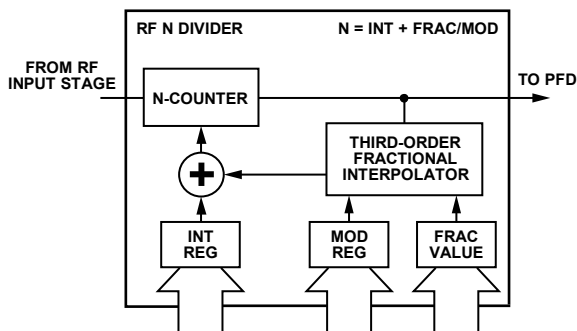 RF N DIVIDER
N = INT + FRAC/MOD
FROM RF
INPUT STAGE
TO PFD
N-COUNTER
THIRD-ORDER
FRACTIONAL
INTERPOLATOR
+
INT
REG
MOD
REG
FRAC
VALUE